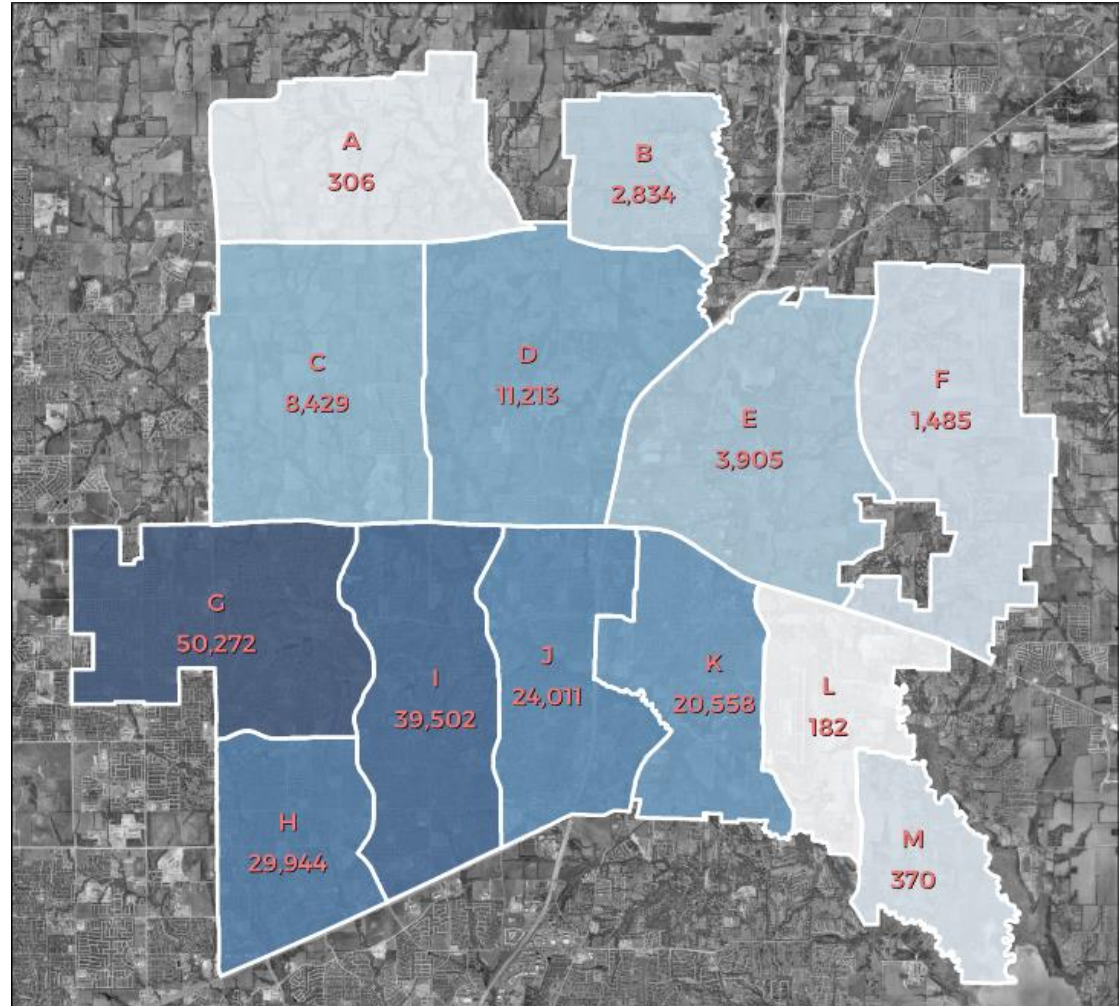 A
306
B
2,834
C
8,429
D
11,213
E
3,905
F
1,485
G
50,272
H
29,944
I
39,502
J
24,011
K
20,558
L
182
M
370